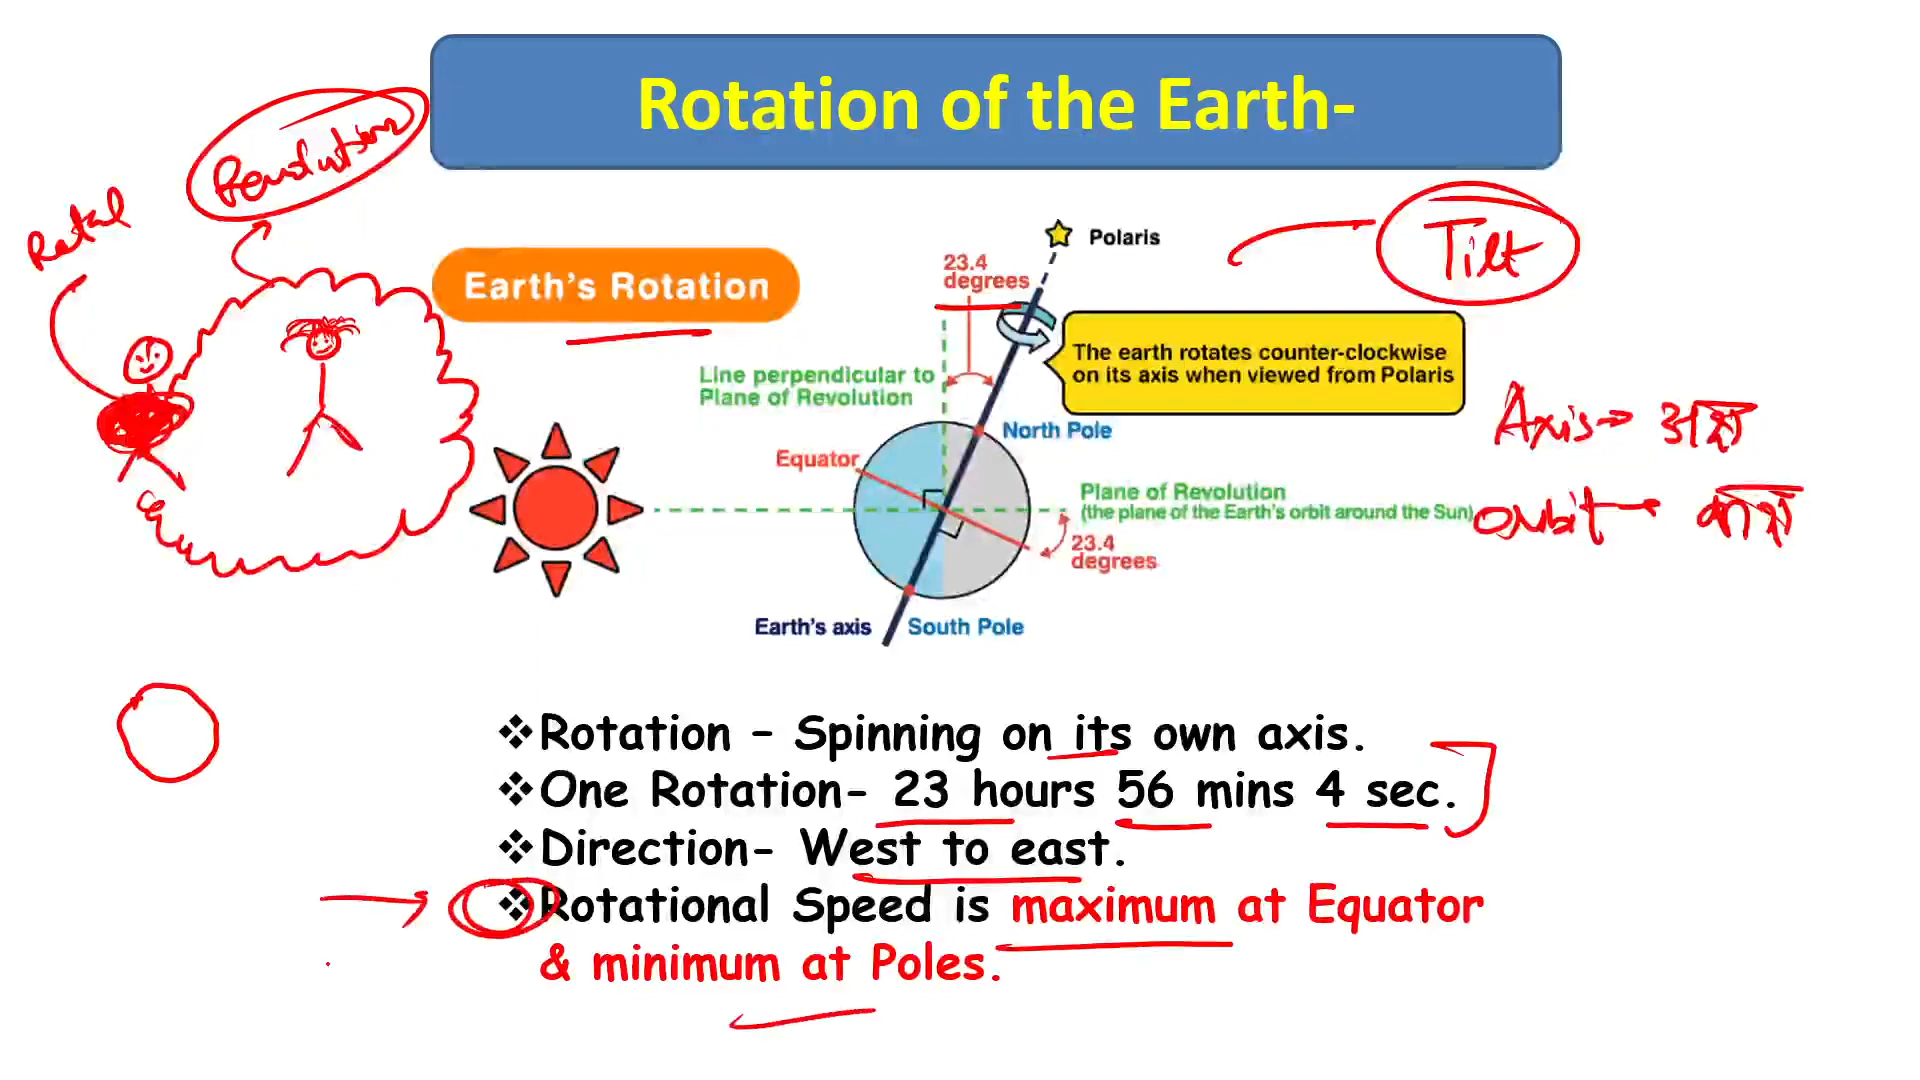 Rotation of the Earth-
Revolution
Tilt
Polaris
23.4
degrees
Earth's Rotation
The earth rotates counter-clockwise
on its axis when viewed from Polaris
Line perpendicular to
Plane of Revolution
Axis→ अक्ष
North Pole
Equator
Plane of Revolution
(the plane of the Earth's orbit around the Sun)
orbit→ कक्ष
23.4
degrees
Earth's axis
South Pole
❖Rotation – Spinning on its own axis.
❖One Rotation- 23 hours 56 mins 4 sec.
❖Direction- West to east.
❖Rotational Speed is maximum at Equator
& minimum at Poles.